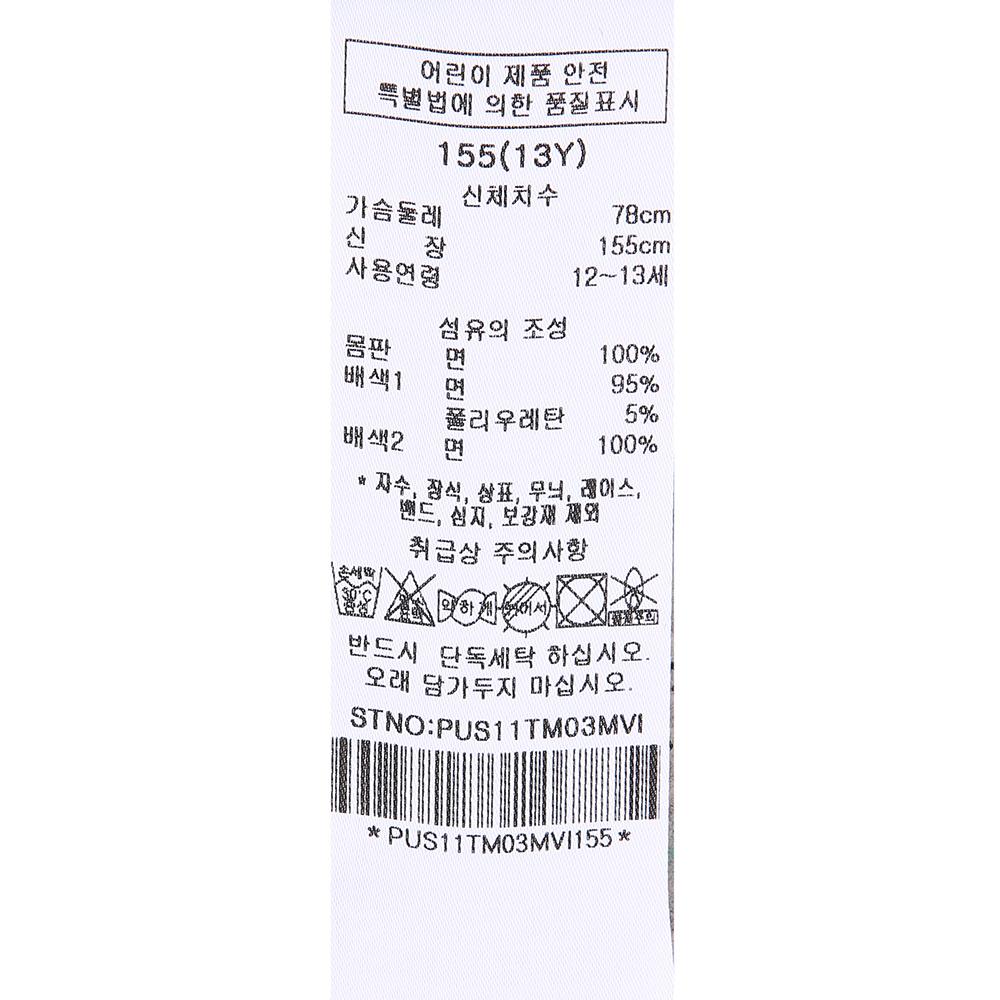 어린이 제품 안전
특별법에 의한 품질표시
155(13Y)
신체치수
가슴둘레 78cm
신 장 155cm
사용연령 12~13세
섬유의 조성
몸판 면 100%
배색1 면 95%
폴리우레탄 5%
배색2 면 100%
* 자수, 장식, 상표, 무늬, 레이스,
밴드, 심지, 보강재 제외
취급상 주의사항
손세탁
30℃
중성
약하게
반드시 단독세탁 하십시오.
오래 담가두지 마십시오.
STNO:PUS11TM03MVI
*PUS11TM03MVI155*